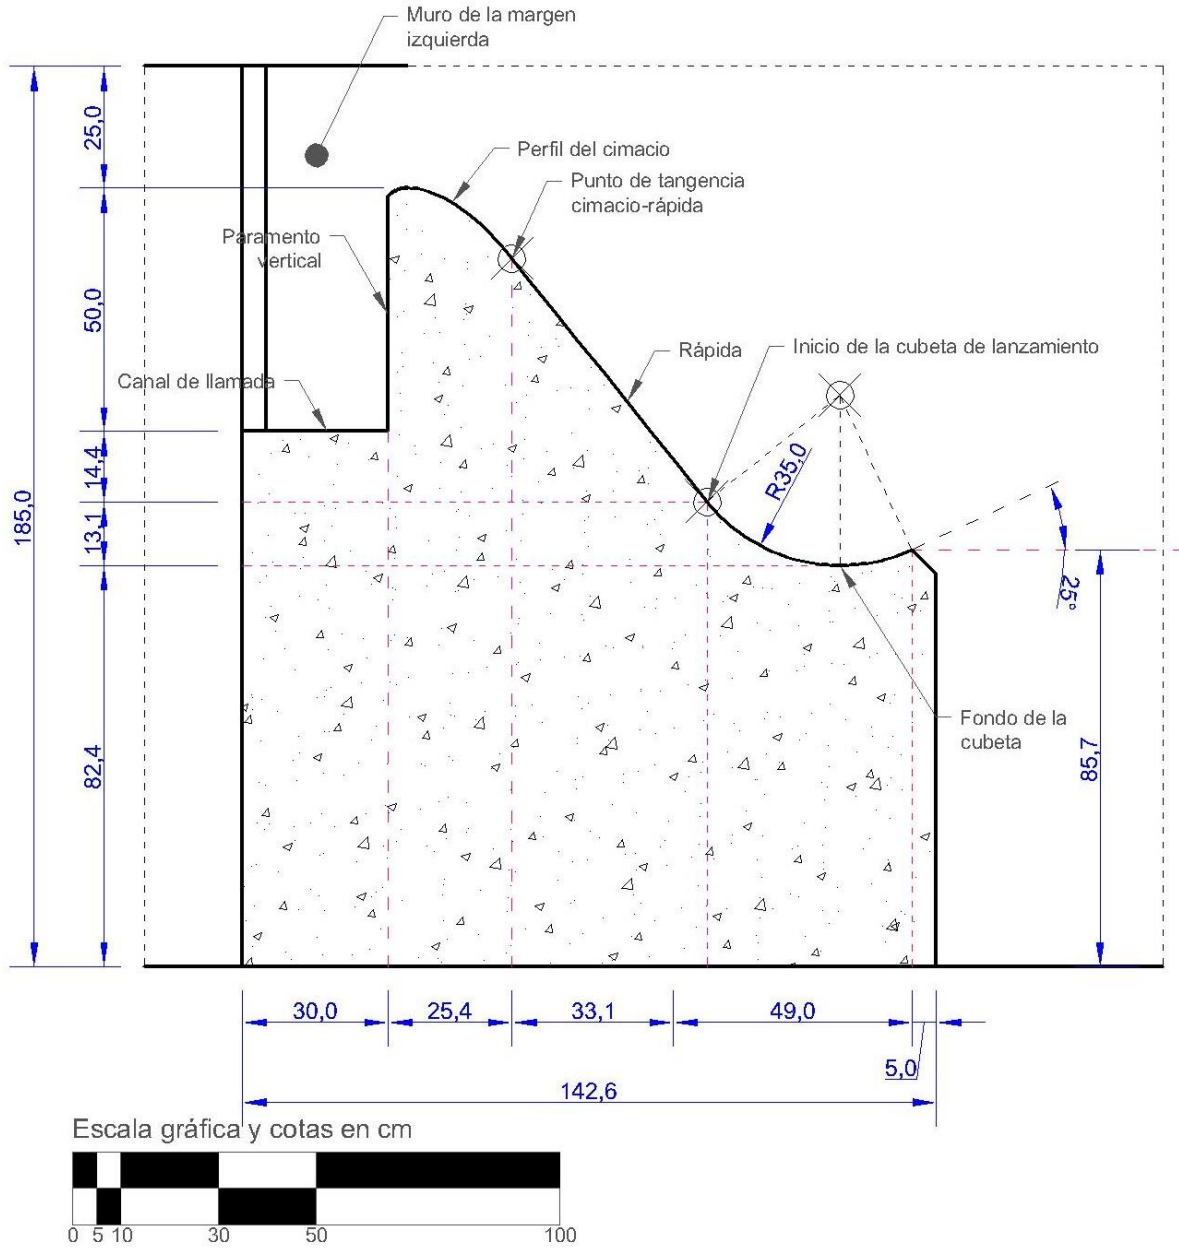 Muro de la margen
izquierda
25,0
Perfil del cimacio
Punto de tangencia
cimacio-rápida
Paramento
vertical
50,0
Rápida
Inicio de la cubeta de lanzamiento
Canal de llamada
14,4
R35,0
185,0
13,1
25°
Fondo de la
cubeta
82,4
85,7
30,0
25,4
33,1
49,0
5,0
142,6
Escala gráfica y cotas en cm
0 5 10 30 50 100